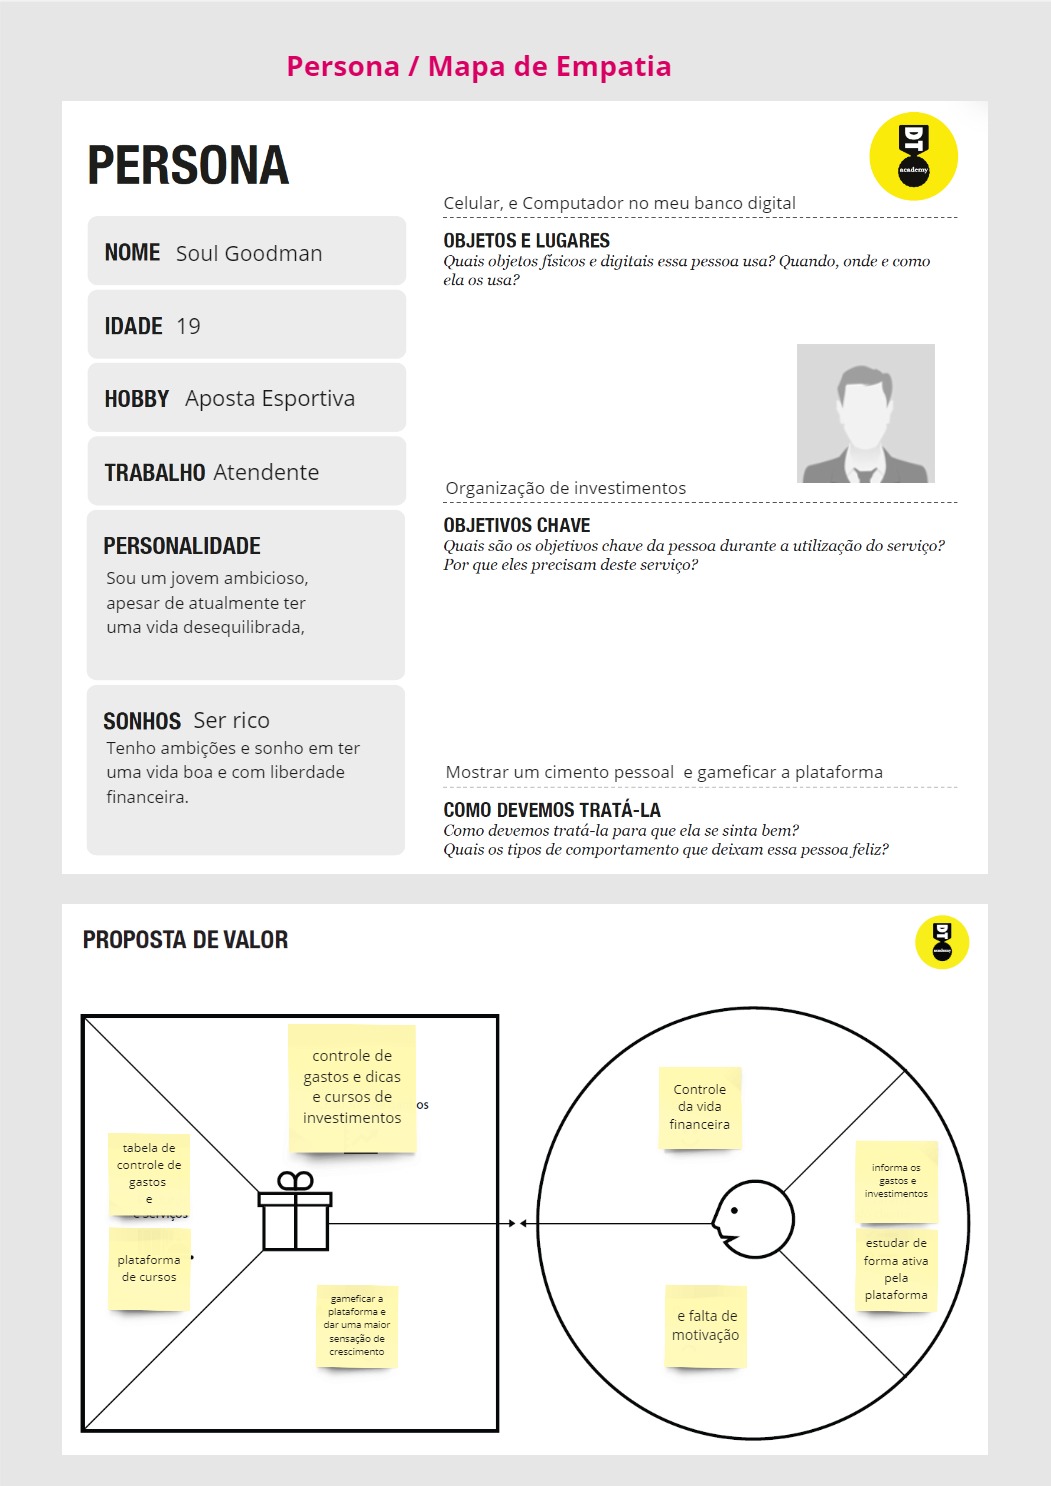 Persona / Mapa de Empatia
PERSONA
DT
academy
NOME Soul Goodman
IDADE 19
HOBBY Aposta Esportiva
TRABALHO Atendente
PERSONALIDADE
Sou um jovem ambicioso,
apesar de atualmente ter
uma vida desequilibrada,
SONHOS Ser rico
Tenho ambições e sonho em ter
uma vida boa e com liberdade
financeira.
Celular, e Computador no meu banco digital
OBJETOS E LUGARES
Quais objetos físicos e digitais essa pessoa usa? Quando, onde e como
ela os usa?
Organização de investimentos
OBJETIVOS CHAVE
Quais são os objetivos chave da pessoa durante a utilização do serviço?
Por que eles precisam deste serviço?
Mostrar um cimento pessoal e gameficar a plataforma
COMO DEVEMOS TRATÁ-LA
Como devemos tratá-la para que ela se sinta bem?
Quais os tipos de comportamento que deixam essa pessoa feliz?
PROPOSTA DE VALOR
DT
academy
controle de
gastos e dicas
e cursos de
investimentos
os
tabela de
controle de
gastos
e
e serviços
plataforma
de cursos
gameficar a
plataforma e
dar uma maior
sensação de
crescimento
Controle
da vida
financeira
informa os
gastos e
investimentos
estudar de
forma ativa
pela
plataforma
e falta de
motivação